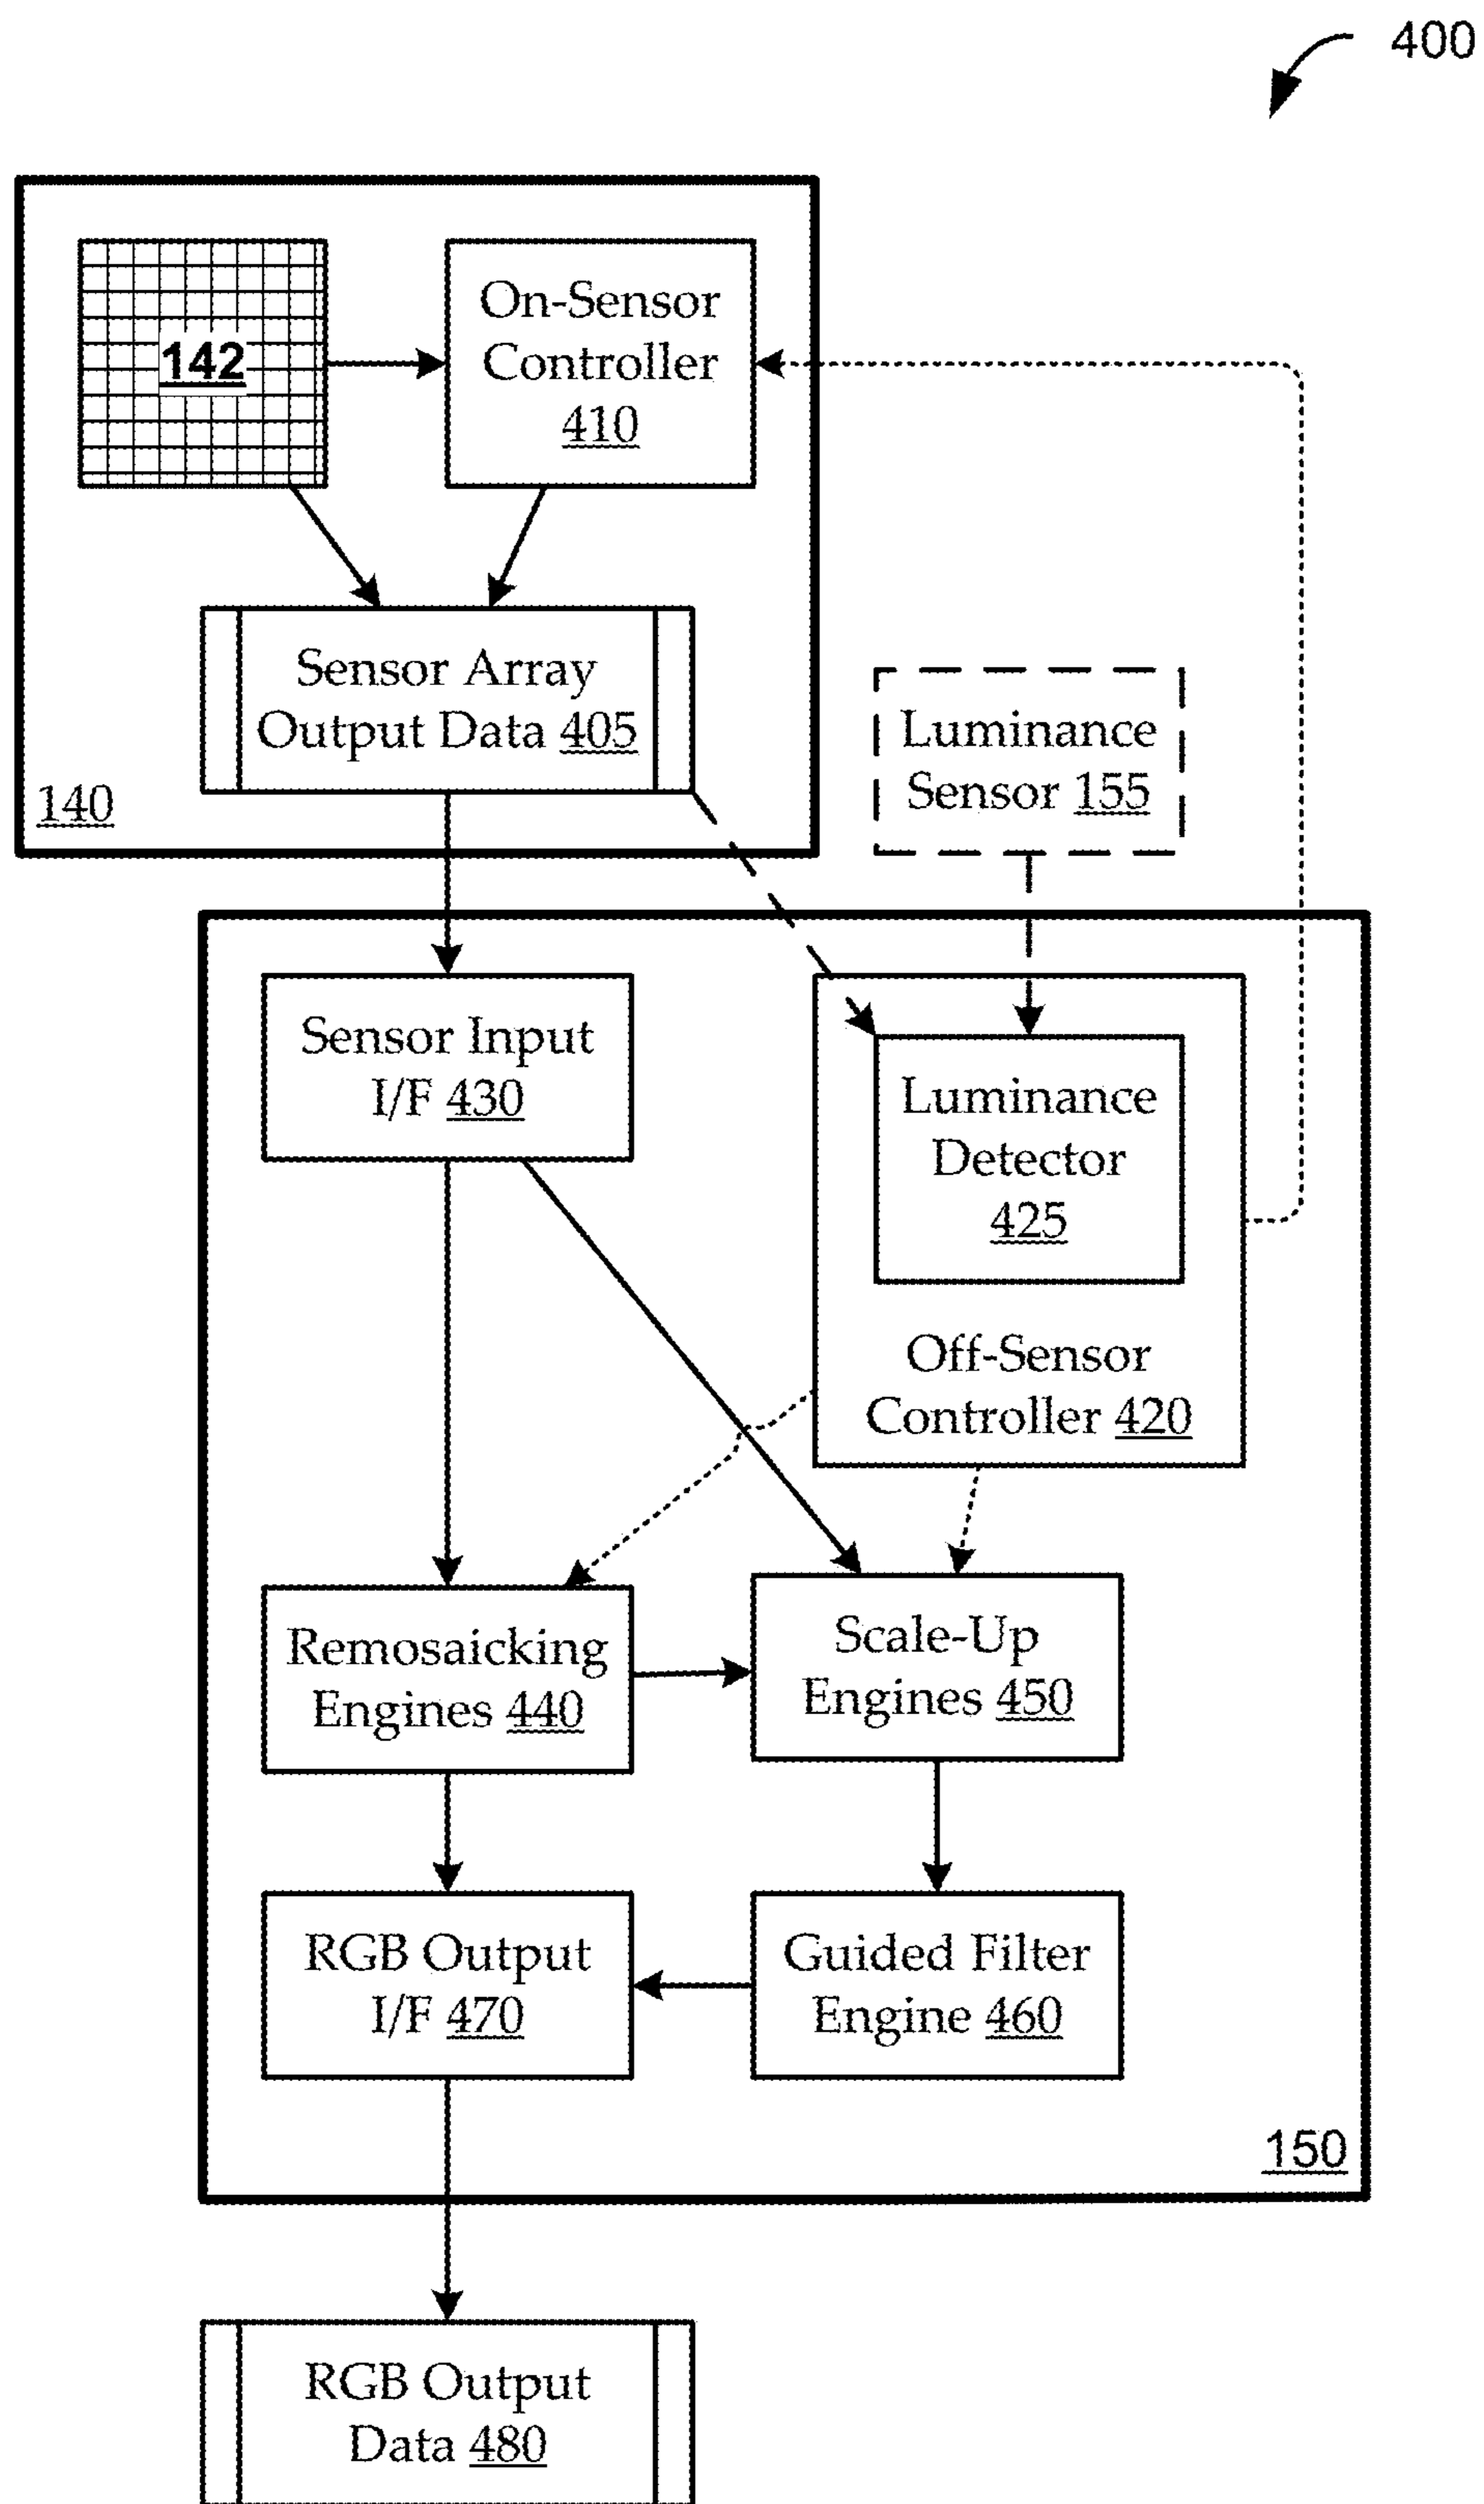 400
142
On-Sensor
Controller
410
Sensor Array
Output Data 405
140
Luminance
Sensor 155
Sensor Input
I/F 430
Luminance
Detector
425
Off-Sensor
Controller 420
Remosaicking
Engines 440
Scale-Up
Engines 450
RGB Output
I/F 470
Guided Filter
Engine 460
150
RGB Output
Data 480